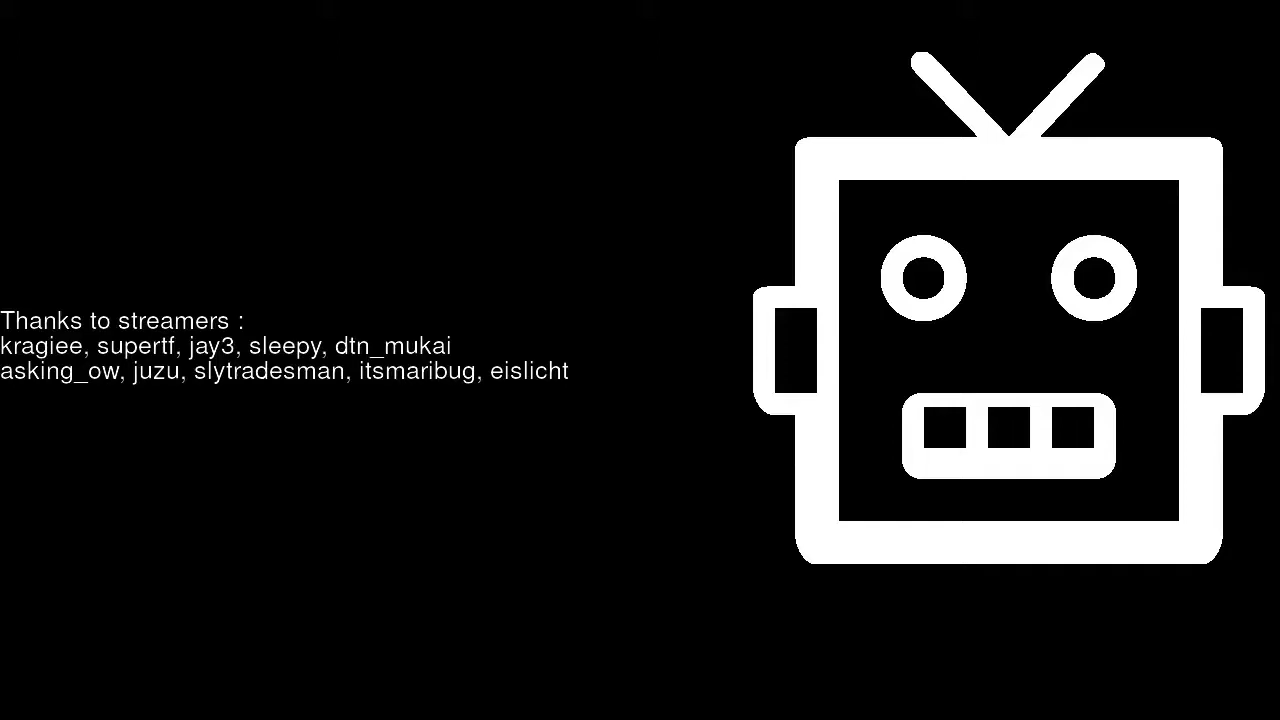 Thanks to streamers :
kragiee, supertf, jay3, sleepy, dtn_mukai
asking_ow, juzu, slytradesman, itsmaribug, eislicht